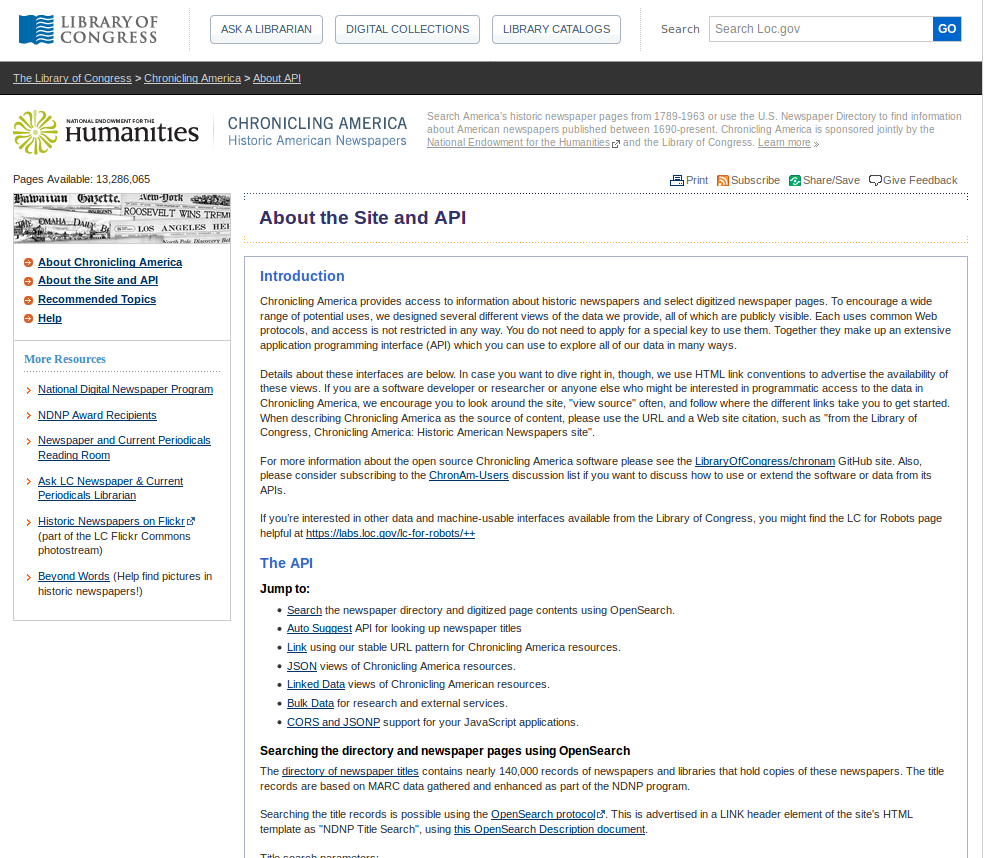 LIBRARY OF CONGRESS
ASK A LIBRARIAN
DIGITAL COLLECTIONS
LIBRARY CATALOGS
Search
Search Loc.gov
GO
The Library of Congress > Chronicling America > About API
NATIONAL ENDOWMENT FOR THE
Humanities
CHRONICLING AMERICA
Historic American Newspapers
Search America's historic newspaper pages from 1789-1963 or use the U.S. Newspaper Directory to find information
about American newspapers published between 1690-present. Chronicling America is sponsored jointly by the
National Endowment for the Humanities and the Library of Congress. Learn more »
Pages Available: 13,286,065
Print
Subscribe
Share/Save
Give Feedback
Hawaiian Gazette.
New-York
ROOSEVELT WINS TREM
OMAHA DAILY B
LOS ANGELES HE
North Pole Discovery
About Chronicling America
About the Site and API
Recommended Topics
Help
More Resources
National Digital Newspaper Program
NDNP Award Recipients
Newspaper and Current Periodicals
Reading Room
Ask LC Newspaper & Current
Periodicals Librarian
Historic Newspapers on Flickr
(part of the LC Flickr Commons
photostream)
Beyond Words (Help find pictures in
historic newspapers!)
About the Site and API
Introduction
Chronicling America provides access to information about historic newspapers and select digitized newspaper pages. To encourage a wide
range of potential uses, we designed several different views of the data we provide, all of which are publicly visible. Each uses common Web
protocols, and access is not restricted in any way. You do not need to apply for a special key to use them. Together they make up an extensive
application programming interface (API) which you can use to explore all of our data in many ways.
Details about these interfaces are below. In case you want to dive right in, though, we use HTML link conventions to advertise the availability of
these views. If you are a software developer or researcher or anyone else who might be interested in programmatic access to the data in
Chronicling America, we encourage you to look around the site, "view source" often, and follow where the different links take you to get started.
When describing Chronicling America as the source of content, please use the URL and a Web site citation, such as "from the Library of
Congress, Chronicling America: Historic American Newspapers site".
For more information about the open source Chronicling America software please see the LibraryOfCongress/chronam GitHub site. Also,
please consider subscribing to the ChronAm-Users discussion list if you want to discuss how to use or extend the software or data from its
APIs.
If you're interested in other data and machine-usable interfaces available from the Library of Congress, you might find the LC for Robots page
helpful at https://labs.loc.gov/lc-for-robots/++
The API
Jump to:
• Search the newspaper directory and digitized page contents using OpenSearch.
• Auto Suggest API for looking up newspaper titles
• Link using our stable URL pattern for Chronicling America resources.
• JSON views of Chronicling America resources.
• Linked Data views of Chronicling American resources.
• Bulk Data for research and external services.
• CORS and JSONP support for your JavaScript applications.
Searching the directory and newspaper pages using OpenSearch
The directory of newspaper titles contains nearly 140,000 records of newspapers and libraries that hold copies of these newspapers. The title
records are based on MARC data gathered and enhanced as part of the NDNP program.
Searching the title records is possible using the OpenSearch protocol. This is advertised in a LINK header element of the site's HTML
template as "NDNP Title Search", using this OpenSearch Description document.
Title search parameters: